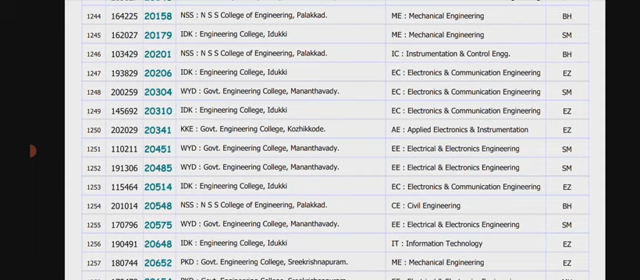 1244 164225 20158 NSS : N S S College of Engineering, Palakkad. ME : Mechanical Engineering BH
1245 162027 20179 IDK : Engineering College, Idukki ME : Mechanical Engineering SM
1246 103429 20201 NSS : N S S College of Engineering, Palakkad. IC : Instrumentation & Control Engg. BH
1247 193829 20206 IDK : Engineering College, Idukki EC : Electronics & Communication Engineering EZ
1248 200259 20304 WYD : Govt. Engineering College, Mananthavady. EC : Electronics & Communication Engineering SM
1249 145692 20310 IDK : Engineering College, Idukki EC : Electronics & Communication Engineering EZ
1250 202029 20341 KKE : Govt. Engineering College, Kozhikkode. AE : Applied Electronics & Instrumentation EZ
1251 110211 20451 WYD : Govt. Engineering College, Mananthavady. EE : Electrical & Electronics Engineering SM
1252 191306 20485 WYD : Govt. Engineering College, Mananthavady. EE : Electrical & Electronics Engineering SM
1253 115464 20514 IDK : Engineering College, Idukki EC : Electronics & Communication Engineering EZ
1254 201014 20548 NSS : N S S College of Engineering, Palakkad. CE : Civil Engineering BH
1255 170796 20575 WYD : Govt. Engineering College, Mananthavady. EE : Electrical & Electronics Engineering SM
1256 190491 20648 IDK : Engineering College, Idukki IT : Information Technology EZ
1257 180744 20652 PKD : Govt. Engineering College, Sreekrishnapuram. ME : Mechanical Engineering EZ